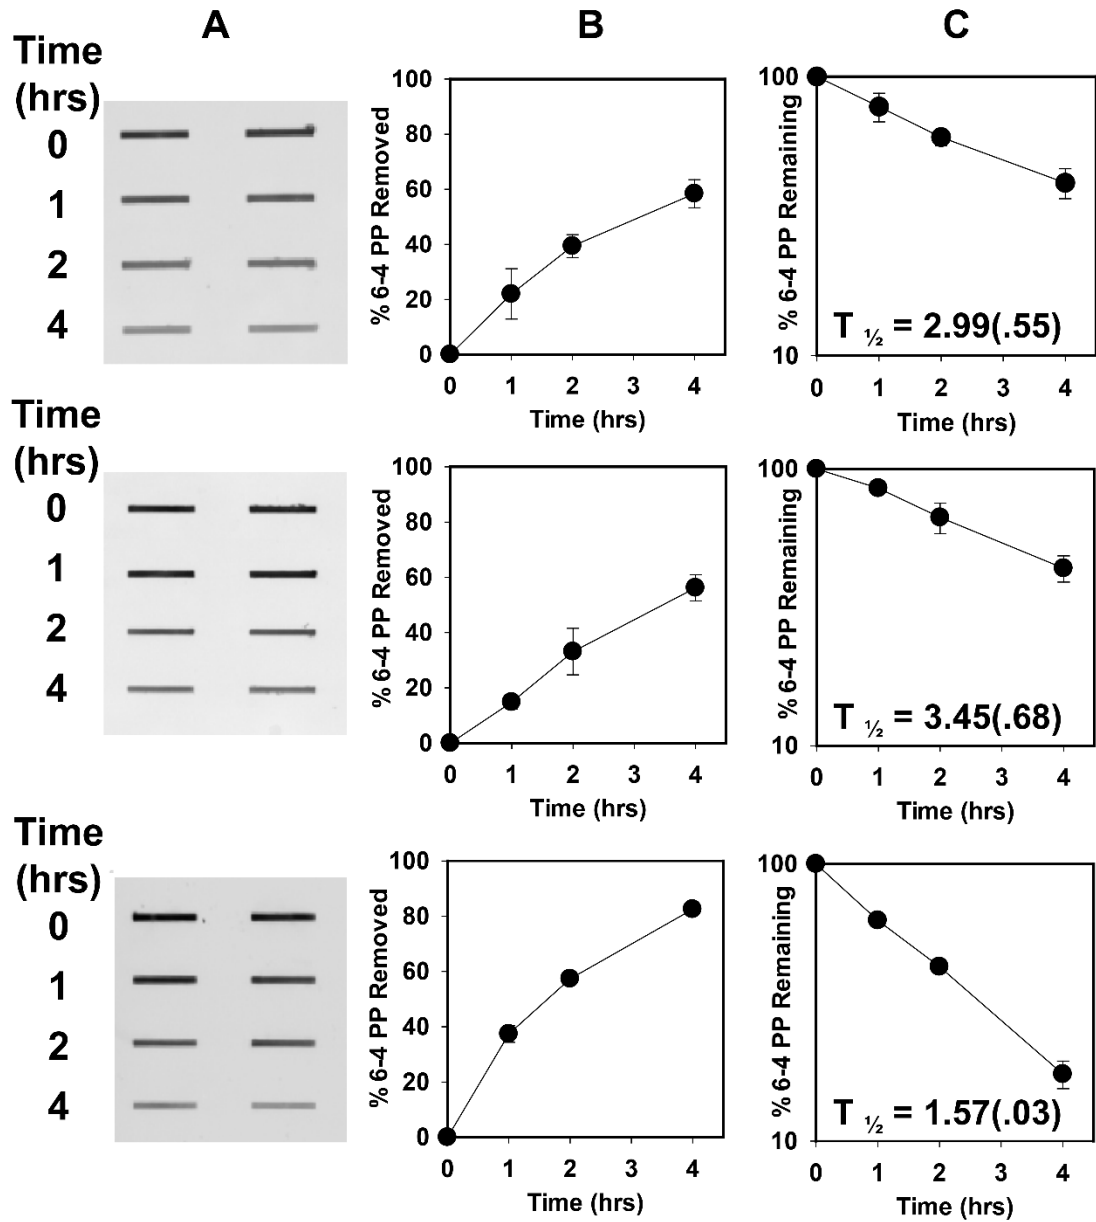 A
B
C
Time
(hrs)
0
1
2
4
% 6-4 PP Removed
100
80
60
40
20
0
0 1 2 3 4
Time (hrs)
% 6-4 PP Remaining
100
10
T ½ = 2.99(.55)
0 1 2 3 4
Time (hrs)
Time
(hrs)
0
1
2
4
% 6-4 PP Removed
100
80
60
40
20
0
0 1 2 3 4
Time (hrs)
% 6-4 PP Remaining
100
10
T ½ = 3.45(.68)
0 1 2 3 4
Time (hrs)
Time
(hrs)
0
1
2
4
% 6-4 PP Removed
100
80
60
40
20
0
0 1 2 3 4
Time (hrs)
% 6-4 PP Remaining
100
10
T ½ = 1.57(.03)
0 1 2 3 4
Time (hrs)